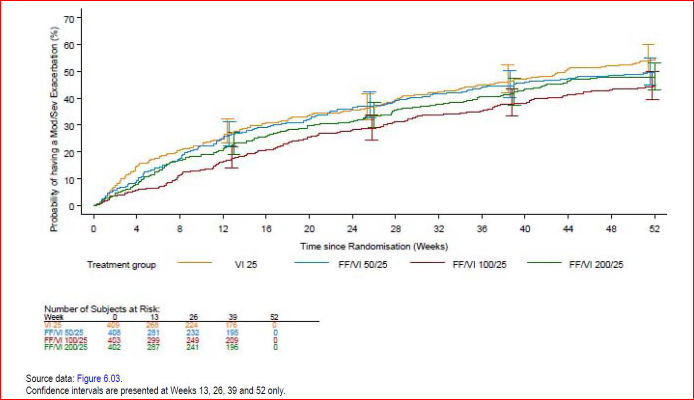 Probability of having a Mod/Sev Exacerbation (%)
70
60
50
40
30
20
10
0
0 4 8 12 16 20 24 28 32 36 40 44 48 52
Time since Randomisation (Weeks)
Treatment group VI 25 FF/VI 50/25 FF/VI 100/25 FF/VI 200/25
Number of Subjects at Risk:
Week 0 13 26 39 52
VI 25 409 268 224 176 0
FF/VI 50/25 408 281 232 195 0
FF/VI 100/25 403 299 249 209 0
FF/VI 200/25 402 287 241 196 0
Source data: Figure 6.03.
Confidence intervals are presented at Weeks 13, 26, 39 and 52 only.